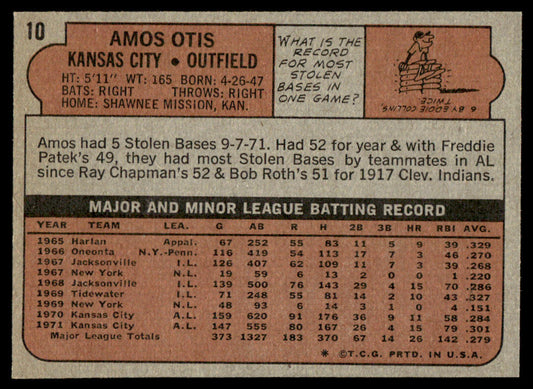 10
AMOS OTIS
KANSAS CITY • OUTFIELD
HT: 5'11" WT: 165 BORN: 4-26-47
BATS: RIGHT THROWS: RIGHT
HOME: SHAWNEE MISSION, KAN.
WHAT IS THE
RECORD
FOR MOST
STOLEN
BASES IN
ONE GAME?
6 BY EDDIE COLLINS,
TWICE
Amos had 5 Stolen Bases 9-7-71. Had 52 for year & with Freddie
Patek's 49, they had most Stolen Bases by teammates in AL
since Ray Chapman's 52 & Bob Roth's 51 for 1917 Clev. Indians.
MAJOR AND MINOR LEAGUE BATTING RECORD
YEAR TEAM LEA. G AB R H 2B 3B HR RBI AVG.
1965 Harlan Appal. 67 252 55 83 11 5 9 39 .329
1966 Oneonta N.Y.-Penn. 116 419 54 113 17 7 3 46 .270
1967 Jacksonville I.L. 126 407 62 109 14 7 3 39 .268
1967 New York N.L. 19 59 6 13 2 0 0 1 .220
1968 Jacksonville I.L. 139 500 76 143 29 4 15 70 .286
1969 Tidewater I.L. 71 248 55 81 14 2 10 43 .327
1969 New York N.L. 48 93 6 14 3 1 0 4 .151
1970 Kansas City A.L. 159 620 91 176 36 9 11 58 .284
1971 Kansas City A.L. 147 555 80 167 26 4 15 79 .301
Major League Totals 373 1327 183 370 67 14 26 142 .279
* ©T.C.G. PRTD. IN U.S.A.